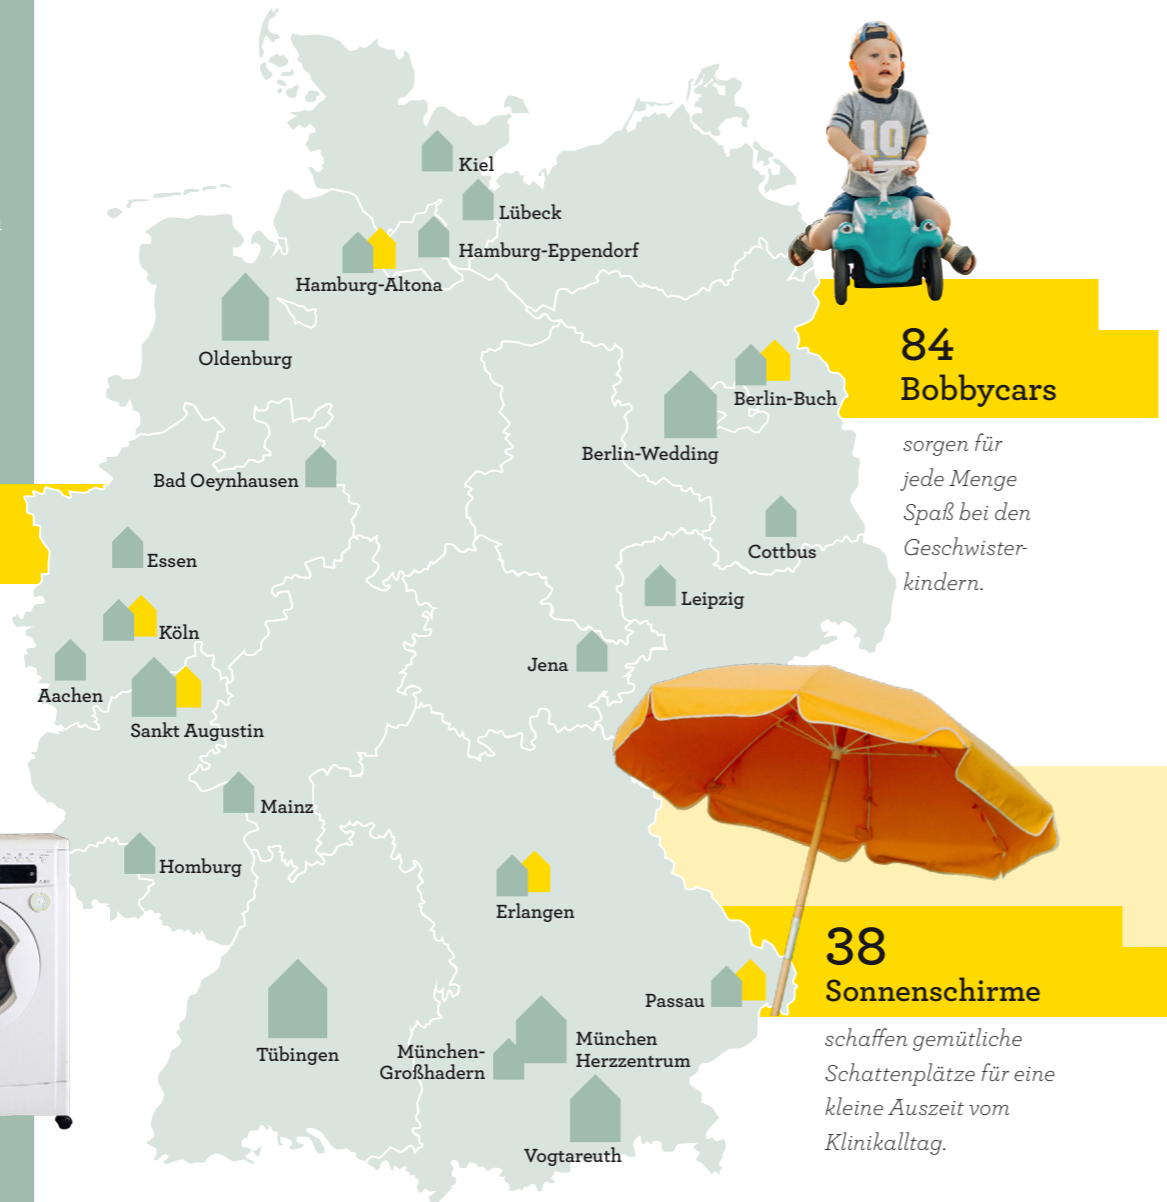 Kiel
Lübeck
Hamburg-Eppendorf
Hamburg-Altona
Oldenburg
Berlin-Buch
Berlin-Wedding
Bad Oeynhausen
Cottbus
Essen
Leipzig
Köln
Jena
Aachen
Sankt Augustin
Mainz
Homburg
Erlangen
Passau
Tübingen
München-
Großhadern
München
Herzzentrum
Vogtareuth
10
84
Bobbycars
sorgen für
jede Menge
Spaß bei den
Geschwister-
kindern.
38
Sonnenschirme
schaffen gemütliche
Schattenplätze für eine
kleine Auszeit vom
Klinikalltag.